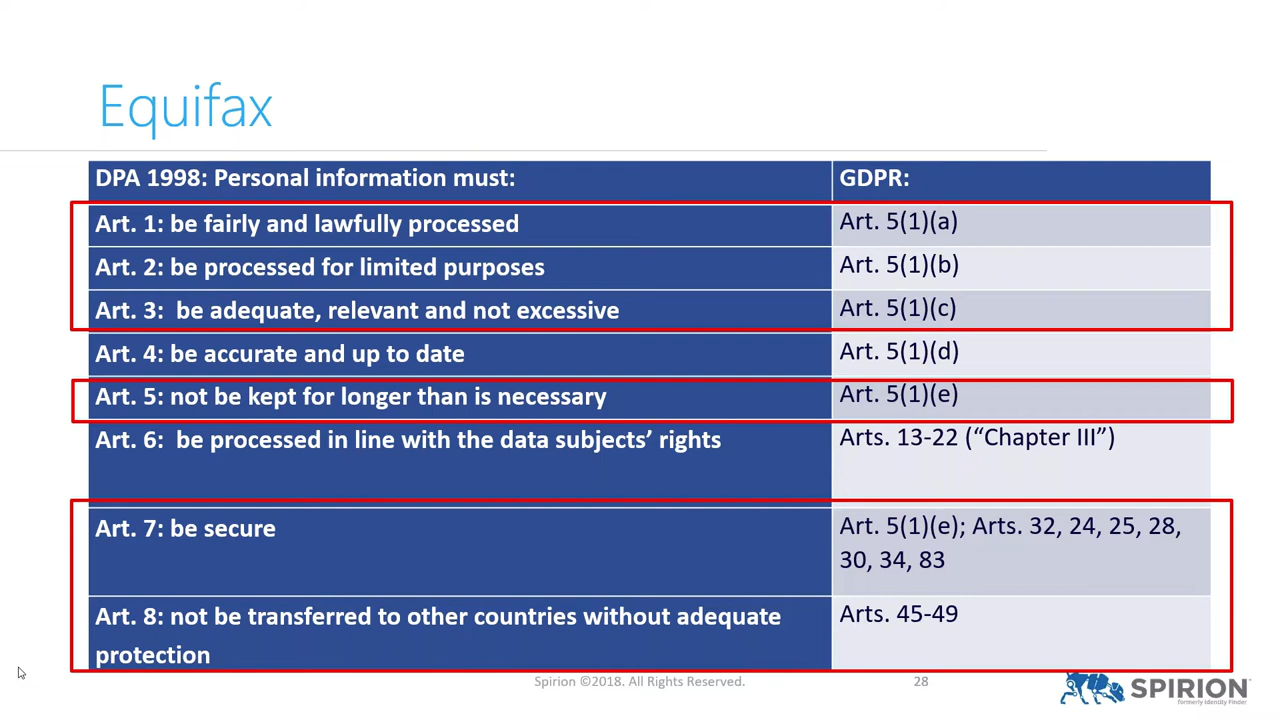 Equifax
DPA 1998: Personal information must:
GDPR:
Art. 1: be fairly and lawfully processed
Art. 5(1)(a)
Art. 2: be processed for limited purposes
Art. 5(1)(b)
Art. 3:  be adequate, relevant and not excessive
Art. 5(1)(c)
Art. 4: be accurate and up to date
Art. 5(1)(d)
Art. 5: not be kept for longer than is necessary
Art. 5(1)(e)
Art. 6:  be processed in line with the data subjects’ rights
Arts. 13-22 (“Chapter III”)
Art. 7: be secure
Art. 5(1)(e); Arts. 32, 24, 25, 28,
30, 34, 83
Art. 8: not be transferred to other countries without adequate
protection
Arts. 45-49
Spirion ©2018. All Rights Reserved.
28
SPIRION
formerly Identity Finder